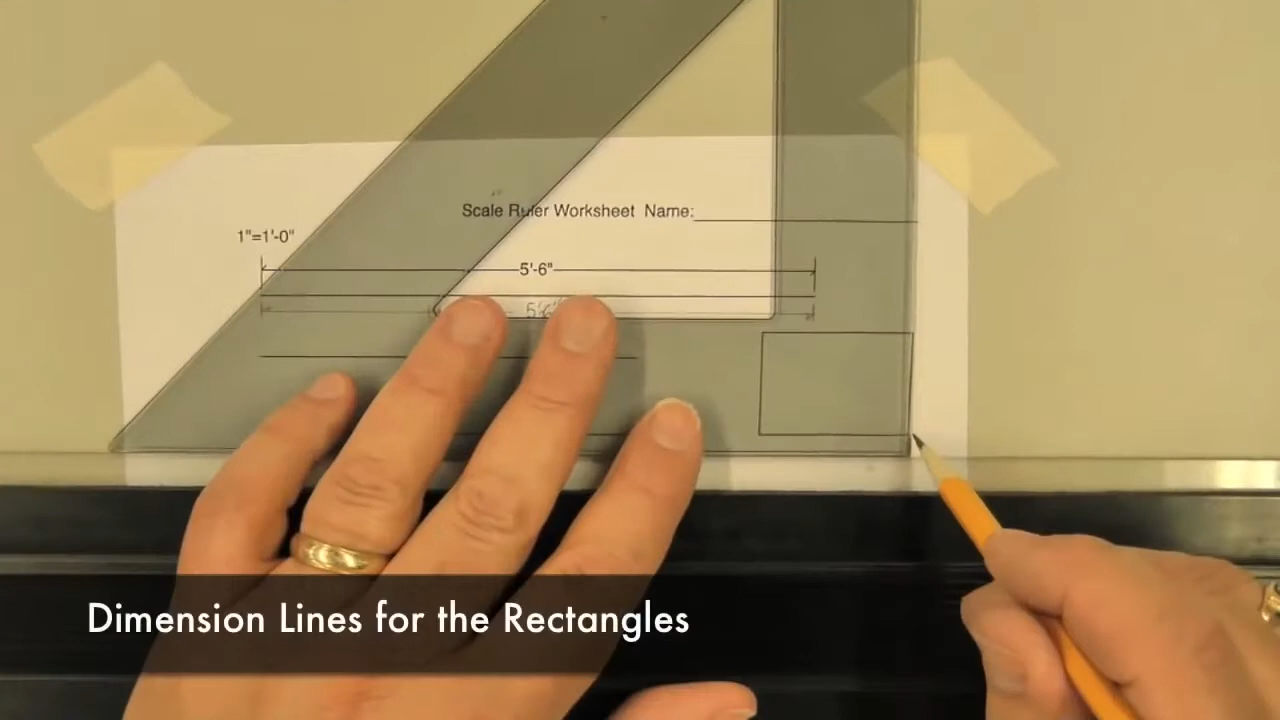 Scale Ruler Worksheet Name:
1"=1'-0"
5'-6"
Dimension Lines for the Rectangles